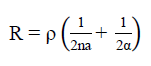 R = ρ ( 1/2na + 1/2α )